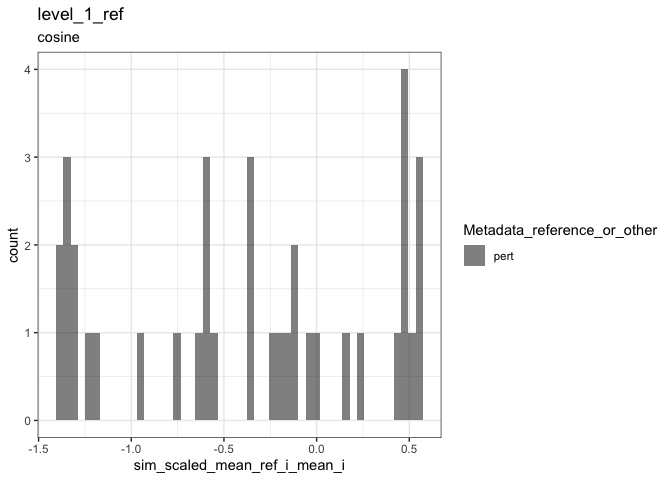 level_1_ref
cosine
4
3
2
1
0
count
-1.5
-1.0
-0.5
0.0
0.5
sim_scaled_mean_ref_i_mean_i
Metadata_reference_or_other
pert